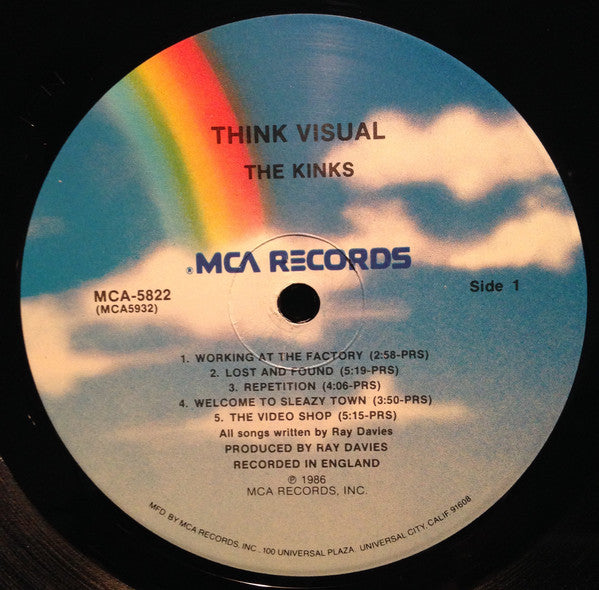 THINK VISUAL
THE KINKS
® MCA RECORDS
MCA-5822
(MCA5932)
Side 1
1. WORKING AT THE FACTORY (2:58-PRS)
2. LOST AND FOUND (5:19-PRS)
3. REPETITION (4:06-PRS)
4. WELCOME TO SLEAZY TOWN (3:50-PRS)
5. THE VIDEO SHOP (5:15-PRS)
All songs written by Ray Davies
PRODUCED BY RAY DAVIES
RECORDED IN ENGLAND
℗ 1986
MCA RECORDS, INC.
MFD. BY MCA RECORDS, INC. · 100 UNIVERSAL PLAZA, UNIVERSAL CITY, CALIF. 91608